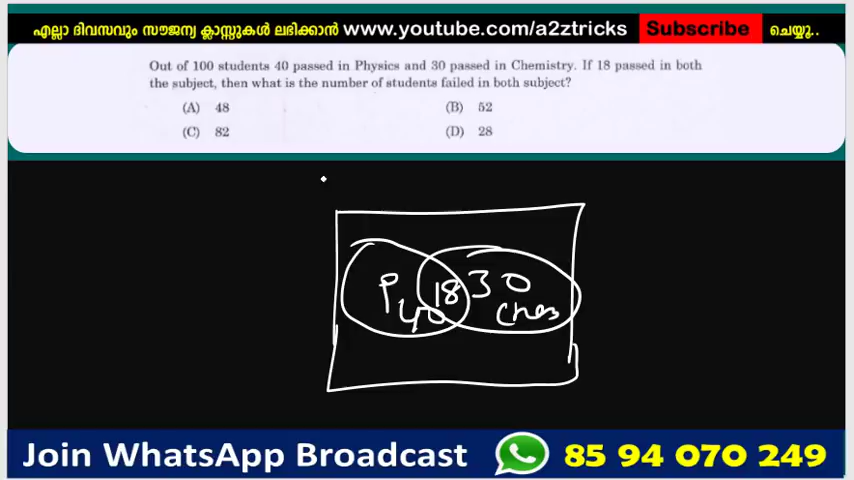 എല്ലാ ദിവസവും സൗജന്യ ക്ലാസ്സുകൾ ലഭിക്കാൻ www.youtube.com/a2ztricks Subscribe ചെയ്യൂ..
Out of 100 students 40 passed in Physics and 30 passed in Chemistry. If 18 passed in both
the subject, then what is the number of students failed in both subject?
(A) 48 (B) 52
(C) 82 (D) 28
P 18 30
40 Ches
Join WhatsApp Broadcast 85 94 070 249